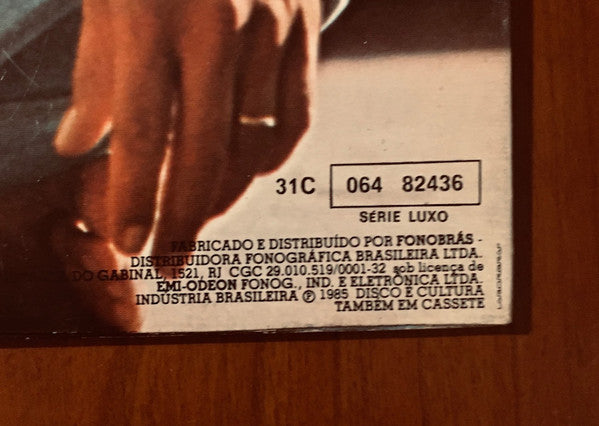 31C 064 82436
SÉRIE LUXO
FABRICADO E DISTRIBUÍDO POR FONOBRÁS -
DISTRIBUIDORA FONOGRÁFICA BRASILEIRA LTDA.
DO GABINAL, 1521, RJ CGC 29.010.519/0001-32 sob licença de
EMI-ODEON FONOG., IND. E ELETRÔNICA LTDA.
INDÚSTRIA BRASILEIRA ℗ 1985 DISCO É CULTURA
TAMBÉM EM CASSETE